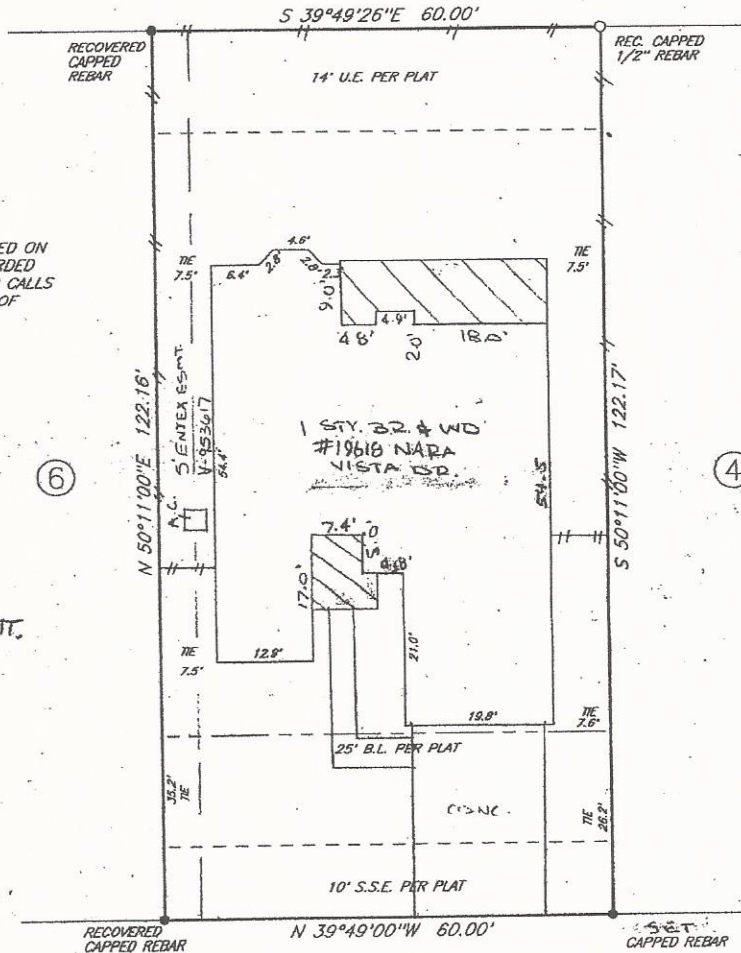 S 39°49'26"E 60.00'
RECOVERED
CAPPED
REBAR
REC. CAPPED
1/2" REBAR
14' U.E. PER PLAT
ED ON
RDED
CALLS
OF
TIE
7.5'
6.4'
2.8'
4.6'
2.8'
2.3
9.0'
4.8'
4.9'
2.0'
18.0'
TIE
7.5'
N 50°11'00"E 122.16'
5' ENTEX ESMT.
V-953617
54.4'
1 STY. BR. & WD
#19618 NARA
VISTA DR.
54.5
S 50°11'00"W 122.17'
6
4
A.C.
7.4'
5.0'
4.8'
17.0'
IT.
21.0'
12.9'
TIE
7.5'
19.8'
TIE
7.6'
25' B.L. PER PLAT
35.2'
TIE
CONC.
TIE
26.2'
10' S.S.E. PER PLAT
RECOVERED
CAPPED REBAR
N 39°49'00"W 60.00'
SET
CAPPED REBAR